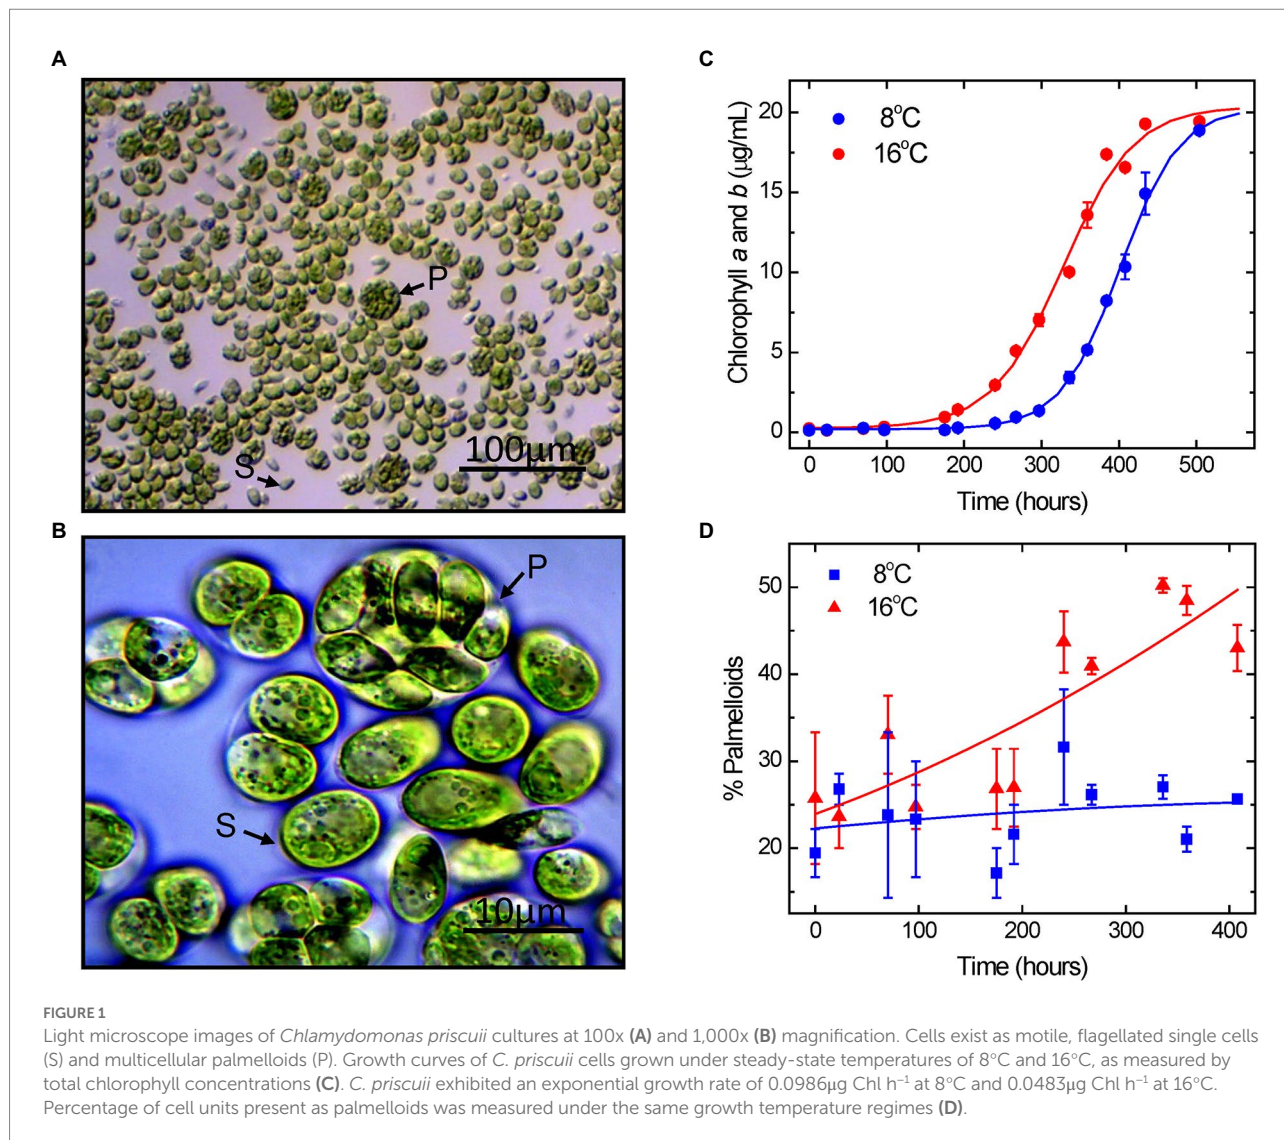 A
P
S
100µm
B
P
S
10µm
C
8°C
16°C
Chlorophyll a and b (µg/mL)
20
15
10
5
0
0 100 200 300 400 500
Time (hours)
D
8°C
16°C
% Palmelloids
50
40
30
20
0 100 200 300 400
Time (hours)
FIGURE 1
Light microscope images of Chlamydomonas priscuii cultures at 100x (A) and 1,000x (B) magnification. Cells exist as motile, flagellated single cells
(S) and multicellular palmelloids (P). Growth curves of C. priscuii cells grown under steady-state temperatures of 8°C and 16°C, as measured by
total chlorophyll concentrations (C). C. priscuii exhibited an exponential growth rate of 0.0986µg Chl h⁻¹ at 8°C and 0.0483µg Chl h⁻¹ at 16°C.
Percentage of cell units present as palmelloids was measured under the same growth temperature regimes (D).